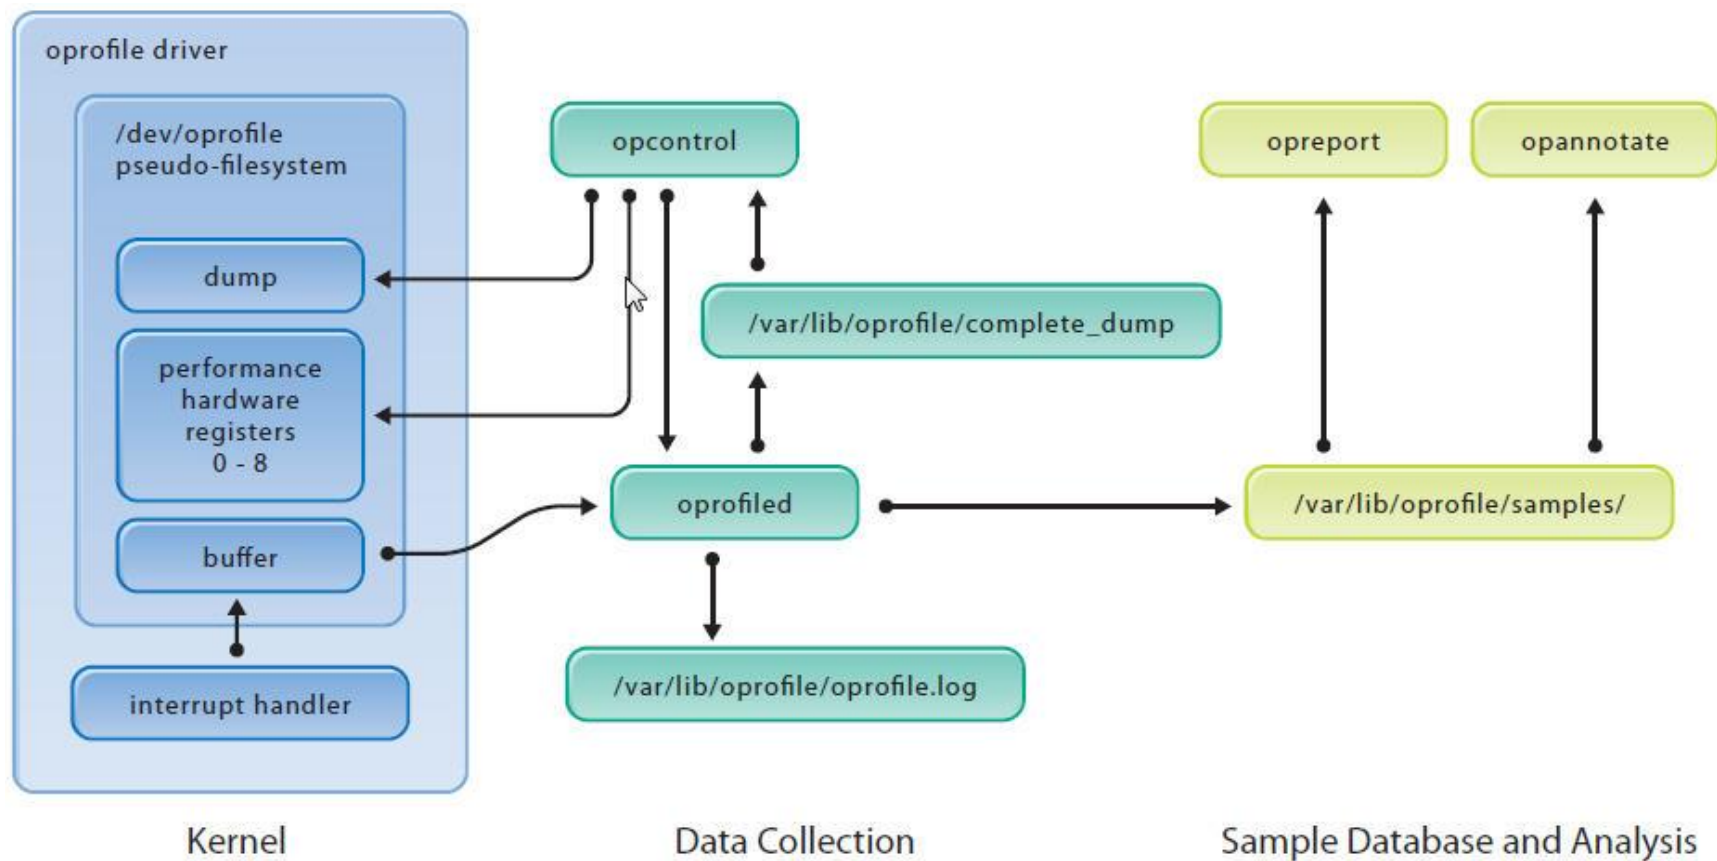 oprofile driver
/dev/oprofile
pseudo-filesystem
dump
performance
hardware
registers
0 - 8
buffer
interrupt handler
Kernel
opcontrol
/var/lib/oprofile/complete_dump
oprofiled
/var/lib/oprofile/oprofile.log
Data Collection
opreport
opannotate
/var/lib/oprofile/samples/
Sample Database and Analysis